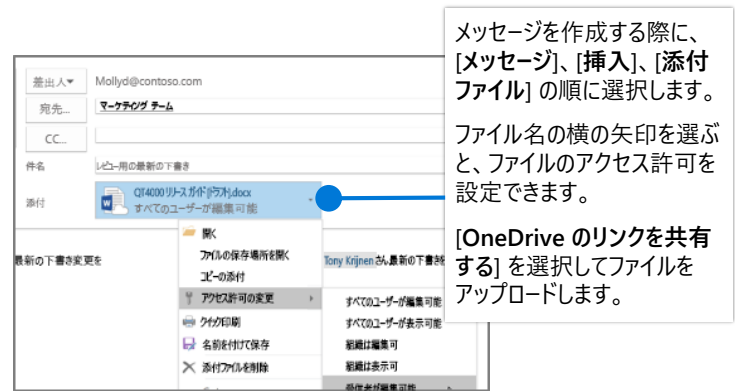 メッセージを作成する際に、
[メッセージ]、[挿入]、[添付
ファイル] の順に選択します。
ファイル名の横の矢印を選ぶ
と、ファイルのアクセス許可を
設定できます。
[OneDrive のリンクを共有
する] を選択してファイルを
アップロードします。
差出人▼ Mollyd@contoso.com
宛先... マーケティング チーム
CC...
件名 レビュー用の最新の下書き
添付 QT4000 リリース ガイド [ドラフト].docx
すべてのユーザーが編集可能
最新の下書き変更を
Tony Krijnen さん最新の下書きを
開く
ファイルの保存場所を開く
コピーの添付
アクセス許可の変更
クイック印刷
名前を付けて保存
添付ファイルを削除
すべてのユーザーが編集可能
すべてのユーザーが表示可能
組織は編集可
組織は表示可
受信者が編集可能